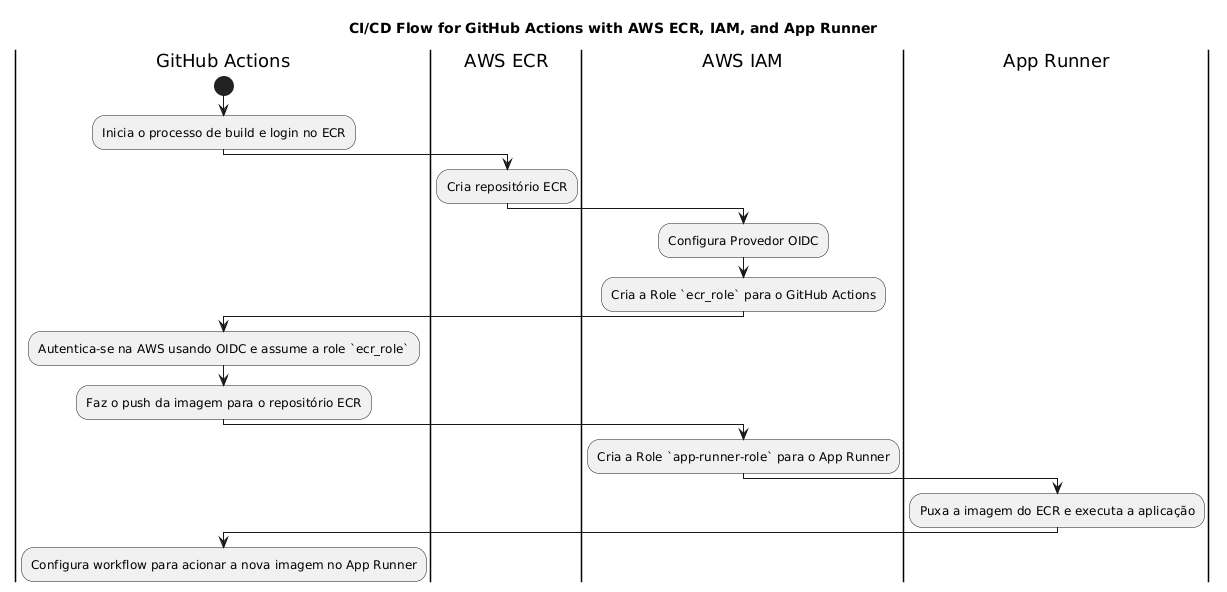 CI/CD Flow for GitHub Actions with AWS ECR, IAM, and App Runner
GitHub Actions
AWS ECR
AWS IAM
App Runner
Inicia o processo de build e login no ECR
Cria repositório ECR
Configura Provedor OIDC
Cria a Role `ecr_role` para o GitHub Actions
Autentica-se na AWS usando OIDC e assume a role `ecr_role`
Faz o push da imagem para o repositório ECR
Cria a Role `app-runner-role` para o App Runner
Puxa a imagem do ECR e executa a aplicação
Configura workflow para acionar a nova imagem no App Runner